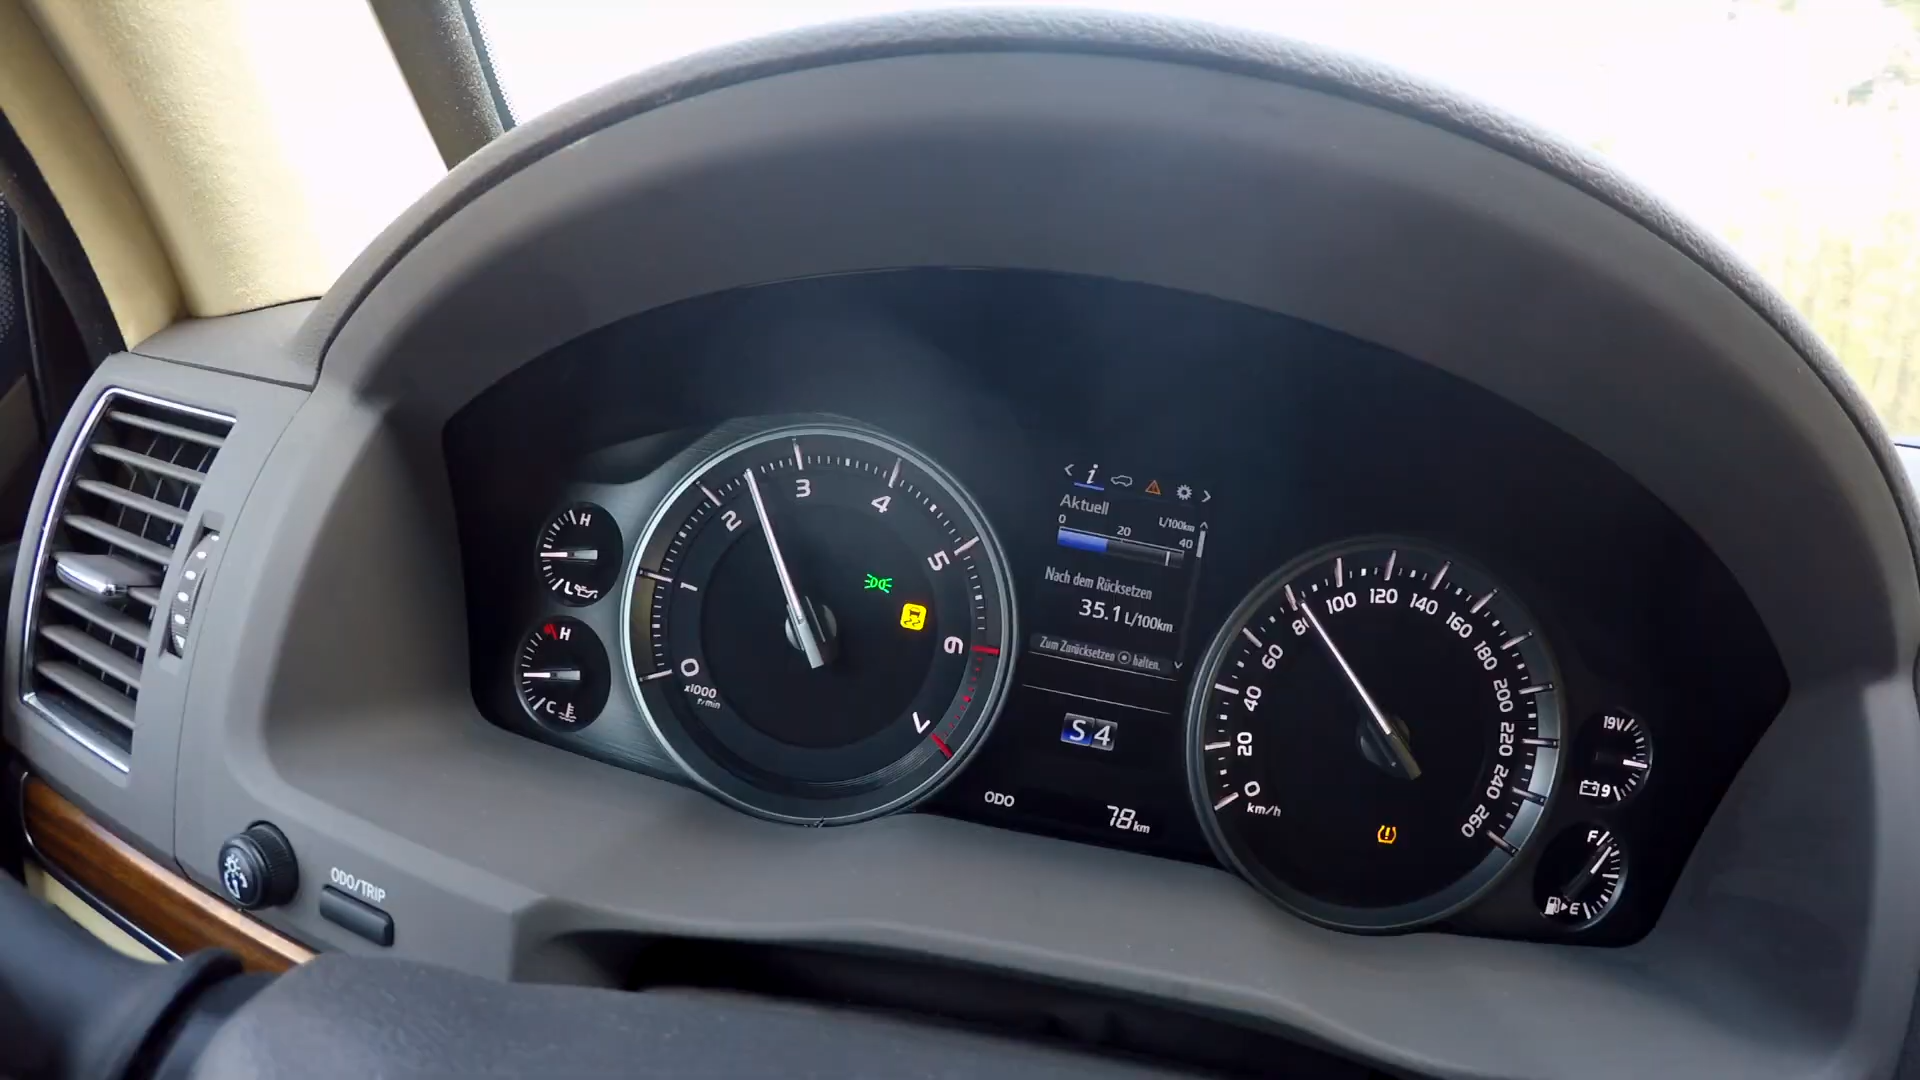 H
L
H
C
0
1
2
3
4
5
6
7
x1000
r/min
i
Aktuell
L/100km
0 20 40
Nach dem Rücksetzen
35.1 L/100km
Zum Zurücksetzen halten.
S 4
ODO 78 km
0
20
40
60
80
100
120
140
160
180
200
220
240
260
km/h
19V
9
F
E
ODO/TRIP